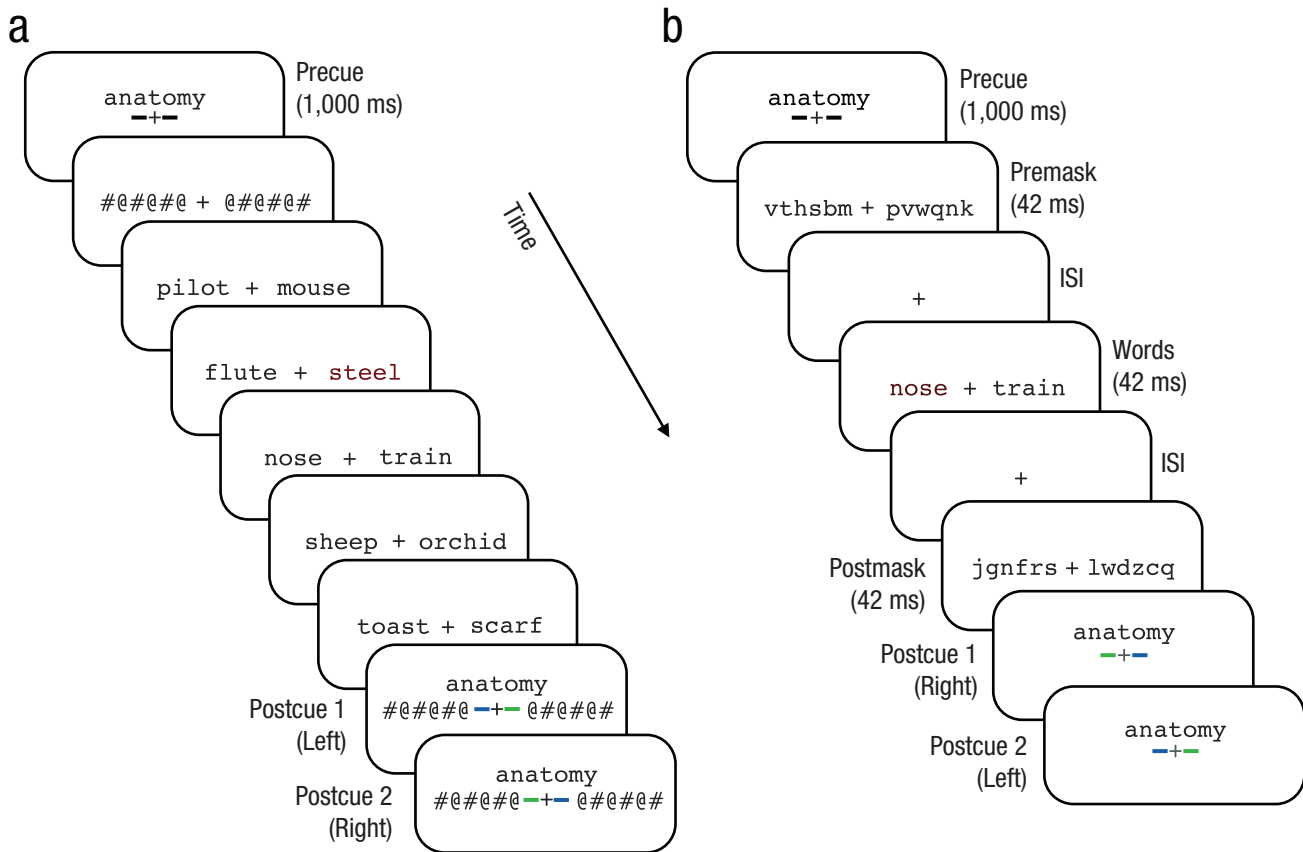 a
anatomy
+
Precue
(1,000 ms)
#@#@#@ + @#@#@#
pilot + mouse
flute + steel
nose + train
sheep + orchid
toast + scarf
anatomy
#@#@#@ + @#@#@#
Postcue 1
(Left)
anatomy
#@#@#@ + @#@#@#
Postcue 2
(Right)
Time
b
anatomy
+
Precue
(1,000 ms)
vthsbm + pvwqnk
Premask
(42 ms)
+
ISI
nose + train
Words
(42 ms)
+
ISI
jgnfrs + lwdzcq
Postmask
(42 ms)
anatomy
+
Postcue 1
(Right)
anatomy
+
Postcue 2
(Left)